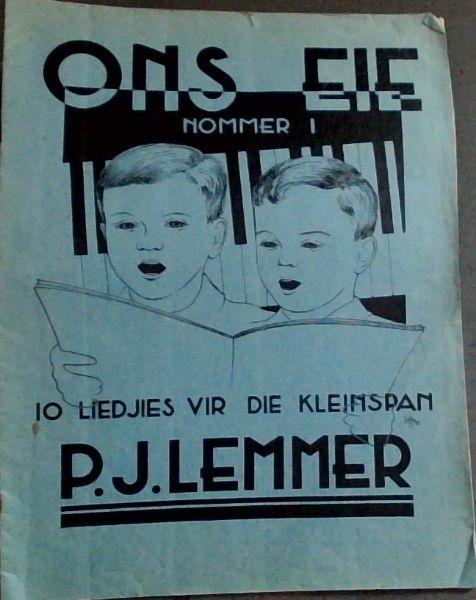 ONS EIE
NOMMER 1
10 LIEDJIES VIR DIE KLEINSPAN
P.J. LEMMER